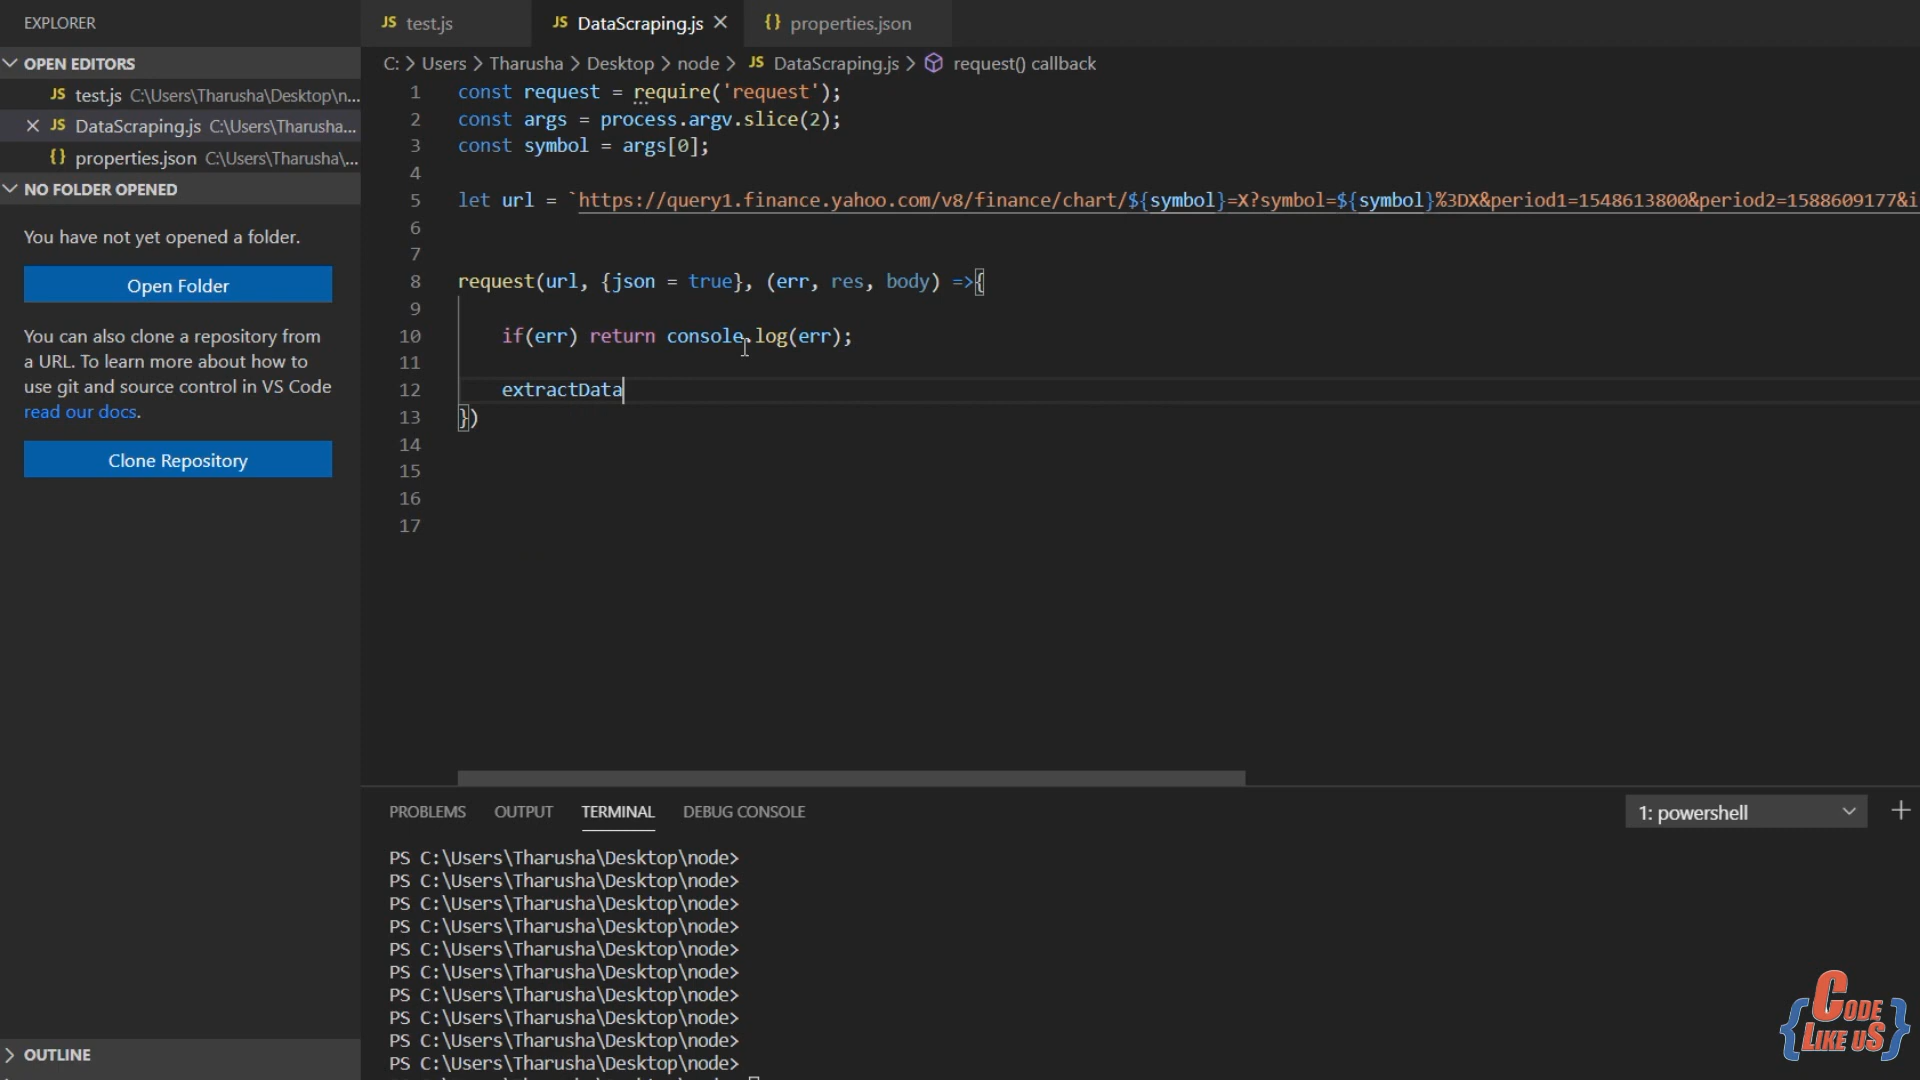 EXPLORER
OPEN EDITORS
JS test.js C:\Users\Tharusha\Desktop\n...
JS DataScraping.js C:\Users\Tharusha...
{} properties.json C:\Users\Tharusha\...
NO FOLDER OPENED
You have not yet opened a folder.
Open Folder
You can also clone a repository from
a URL. To learn more about how to
use git and source control in VS Code
read our docs.
Clone Repository
OUTLINE
JS test.js
JS DataScraping.js
{} properties.json
C: > Users > Tharusha > Desktop > node > JS DataScraping.js > request() callback
1 const request = require('request');
2 const args = process.argv.slice(2);
3 const symbol = args[0];
4
5 let url = `https://query1.finance.yahoo.com/v8/finance/chart/${symbol}=X?symbol=${symbol}%3DX&period1=1548613800&period2=1588609177&i
6
7
8 request(url, {json = true}, (err, res, body) =>{
9
10 if(err) return console.log(err);
11
12 extractData
13 })
14
15
16
17
PROBLEMS OUTPUT TERMINAL DEBUG CONSOLE
1: powershell
PS C:\Users\Tharusha\Desktop\node>
PS C:\Users\Tharusha\Desktop\node>
PS C:\Users\Tharusha\Desktop\node>
PS C:\Users\Tharusha\Desktop\node>
PS C:\Users\Tharusha\Desktop\node>
PS C:\Users\Tharusha\Desktop\node>
PS C:\Users\Tharusha\Desktop\node>
PS C:\Users\Tharusha\Desktop\node>
PS C:\Users\Tharusha\Desktop\node>
PS C:\Users\Tharusha\Desktop\node>
{CODE
LIKE US}